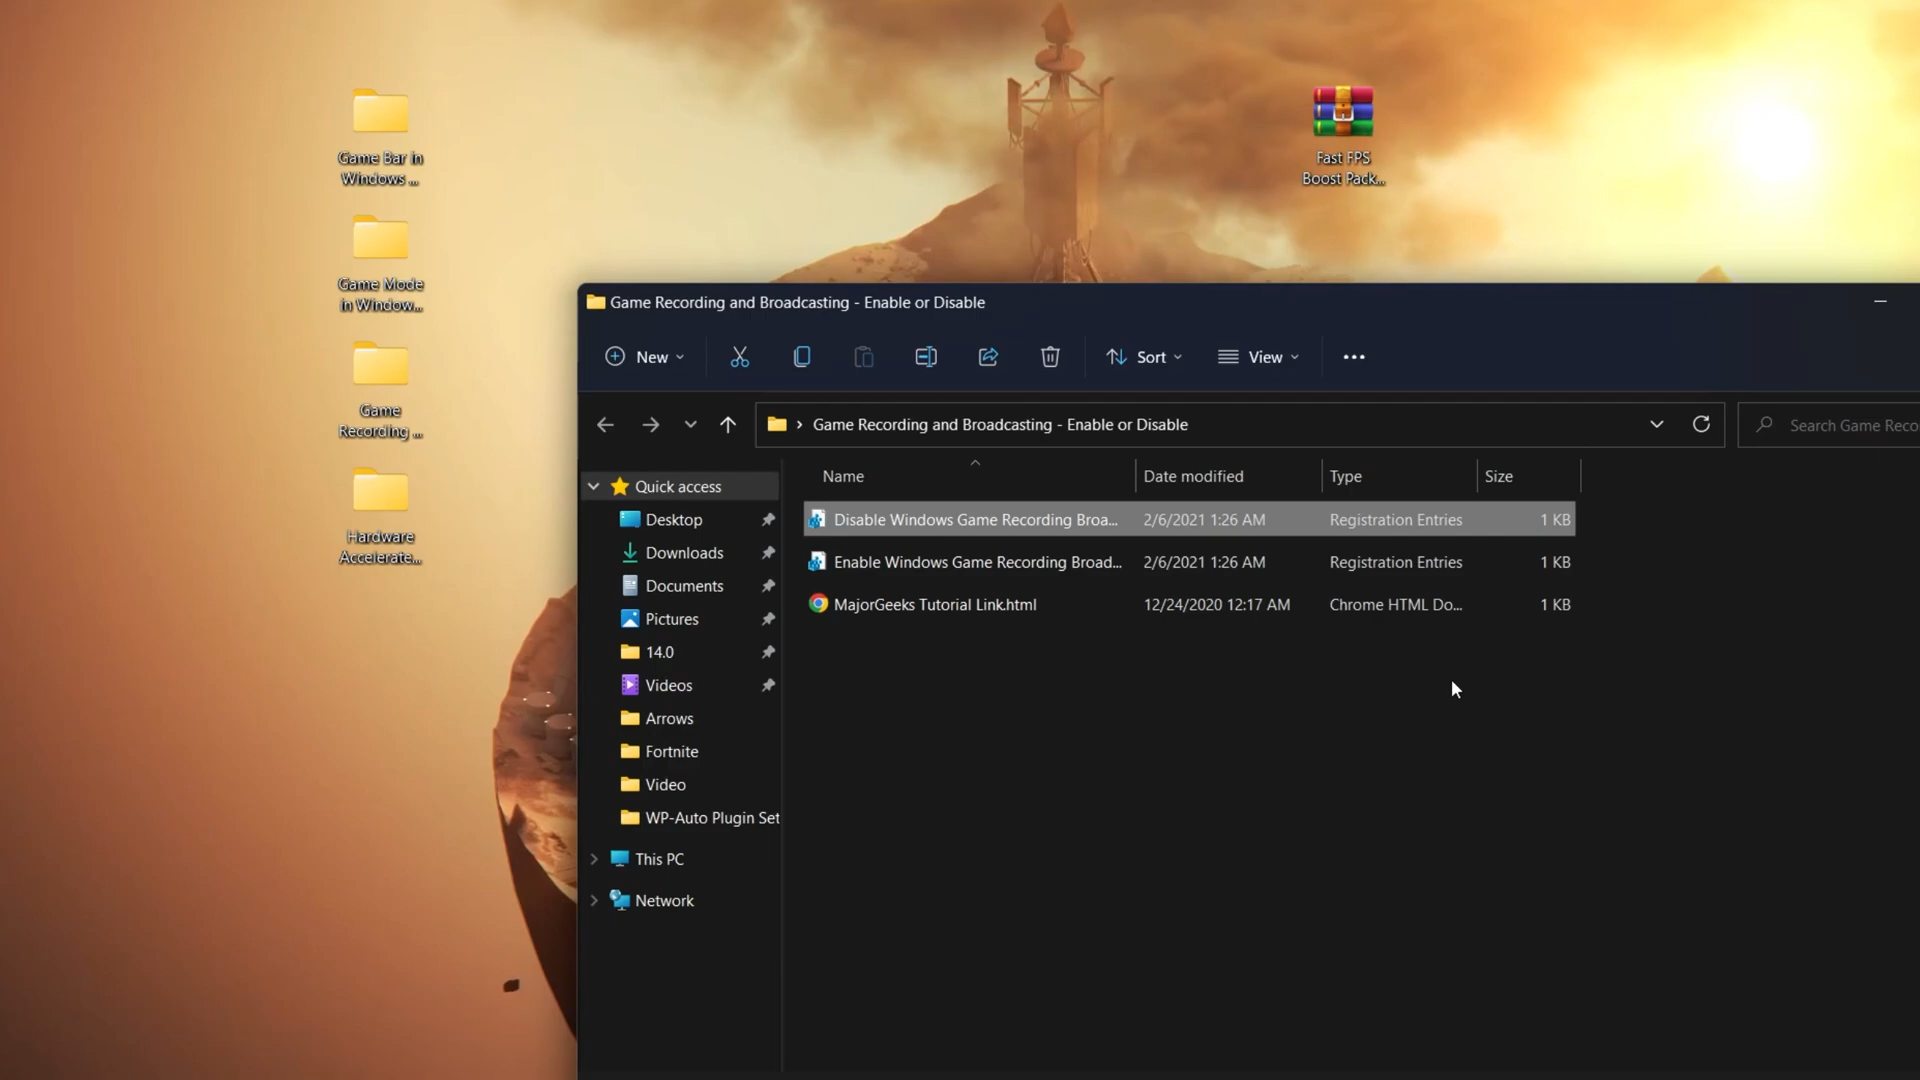 Game Bar in
Windows ...
Game Mode
in Window...
Game
Recording ...
Hardware
Accelerate...
Fast FPS
Boost Pack...
Game Recording and Broadcasting - Enable or Disable
New
Sort
View
Game Recording and Broadcasting - Enable or Disable
Search Game Reco
Name
Date modified
Type
Size
Quick access
Desktop
Downloads
Documents
Pictures
14.0
Videos
Arrows
Fortnite
Video
WP-Auto Plugin Set
This PC
Network
Disable Windows Game Recording Broa... 2/6/2021 1:26 AM Registration Entries 1 KB
Enable Windows Game Recording Broad... 2/6/2021 1:26 AM Registration Entries 1 KB
MajorGeeks Tutorial Link.html 12/24/2020 12:17 AM Chrome HTML Do... 1 KB